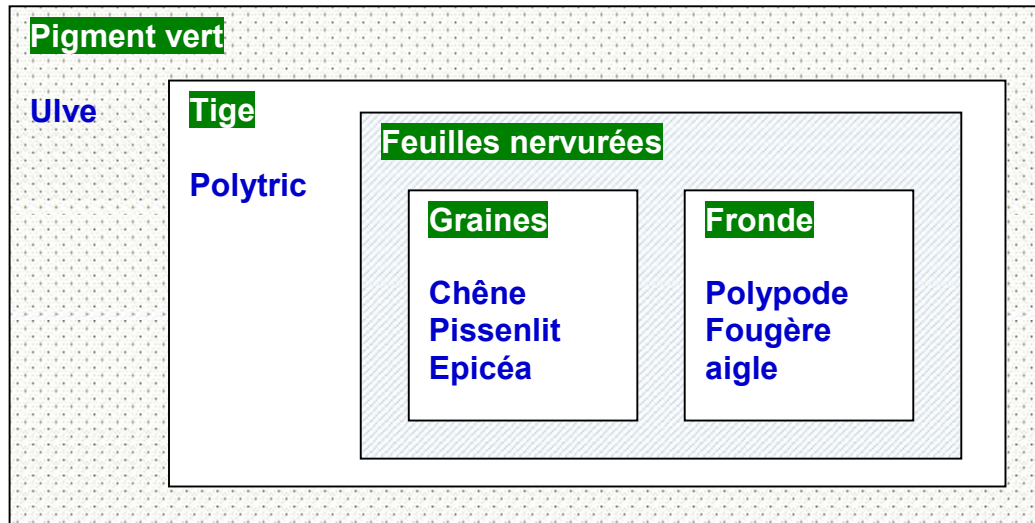 Pigment vert
Ulve
Tige
Polytric
Feuilles nervurées
Graines
Chêne
Pissenlit
Epicéa
Fronde
Polypode
Fougère
aigle